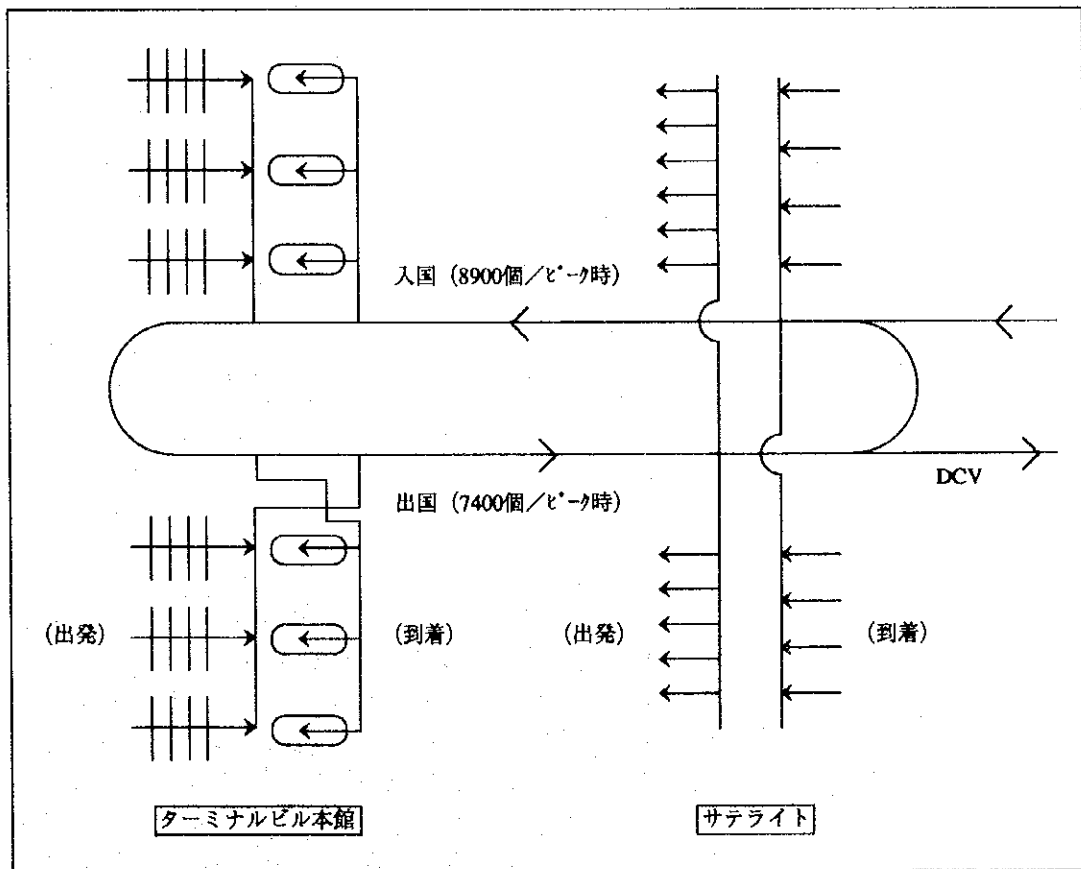 入国 (8900個／ピーク時)
DCV
出国 (7400個／ピーク時)
(出発)
(到着)
(出発)
(到着)
ターミナルビル本館
サテライト